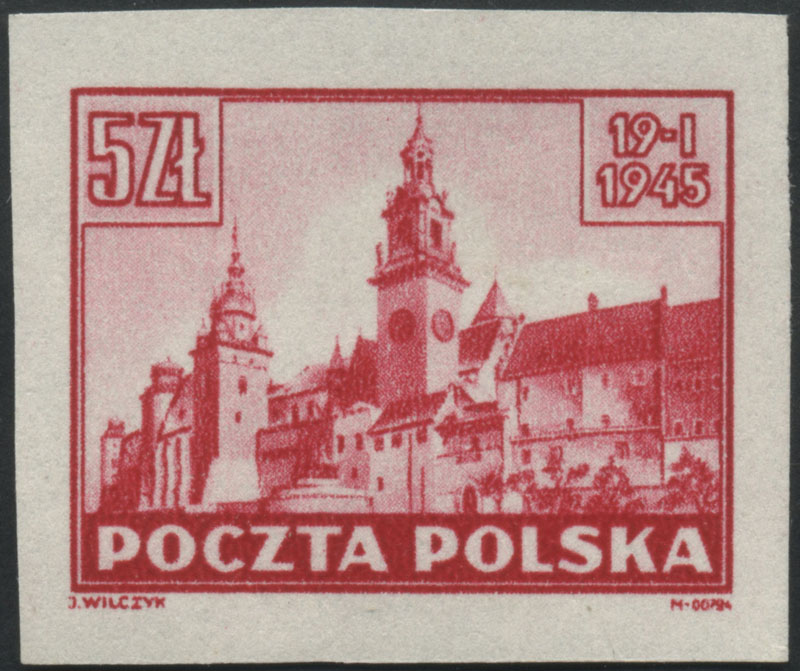 5ZŁ
19-I
1945
POCZTA POLSKA
J. WILCZYK
M-00794